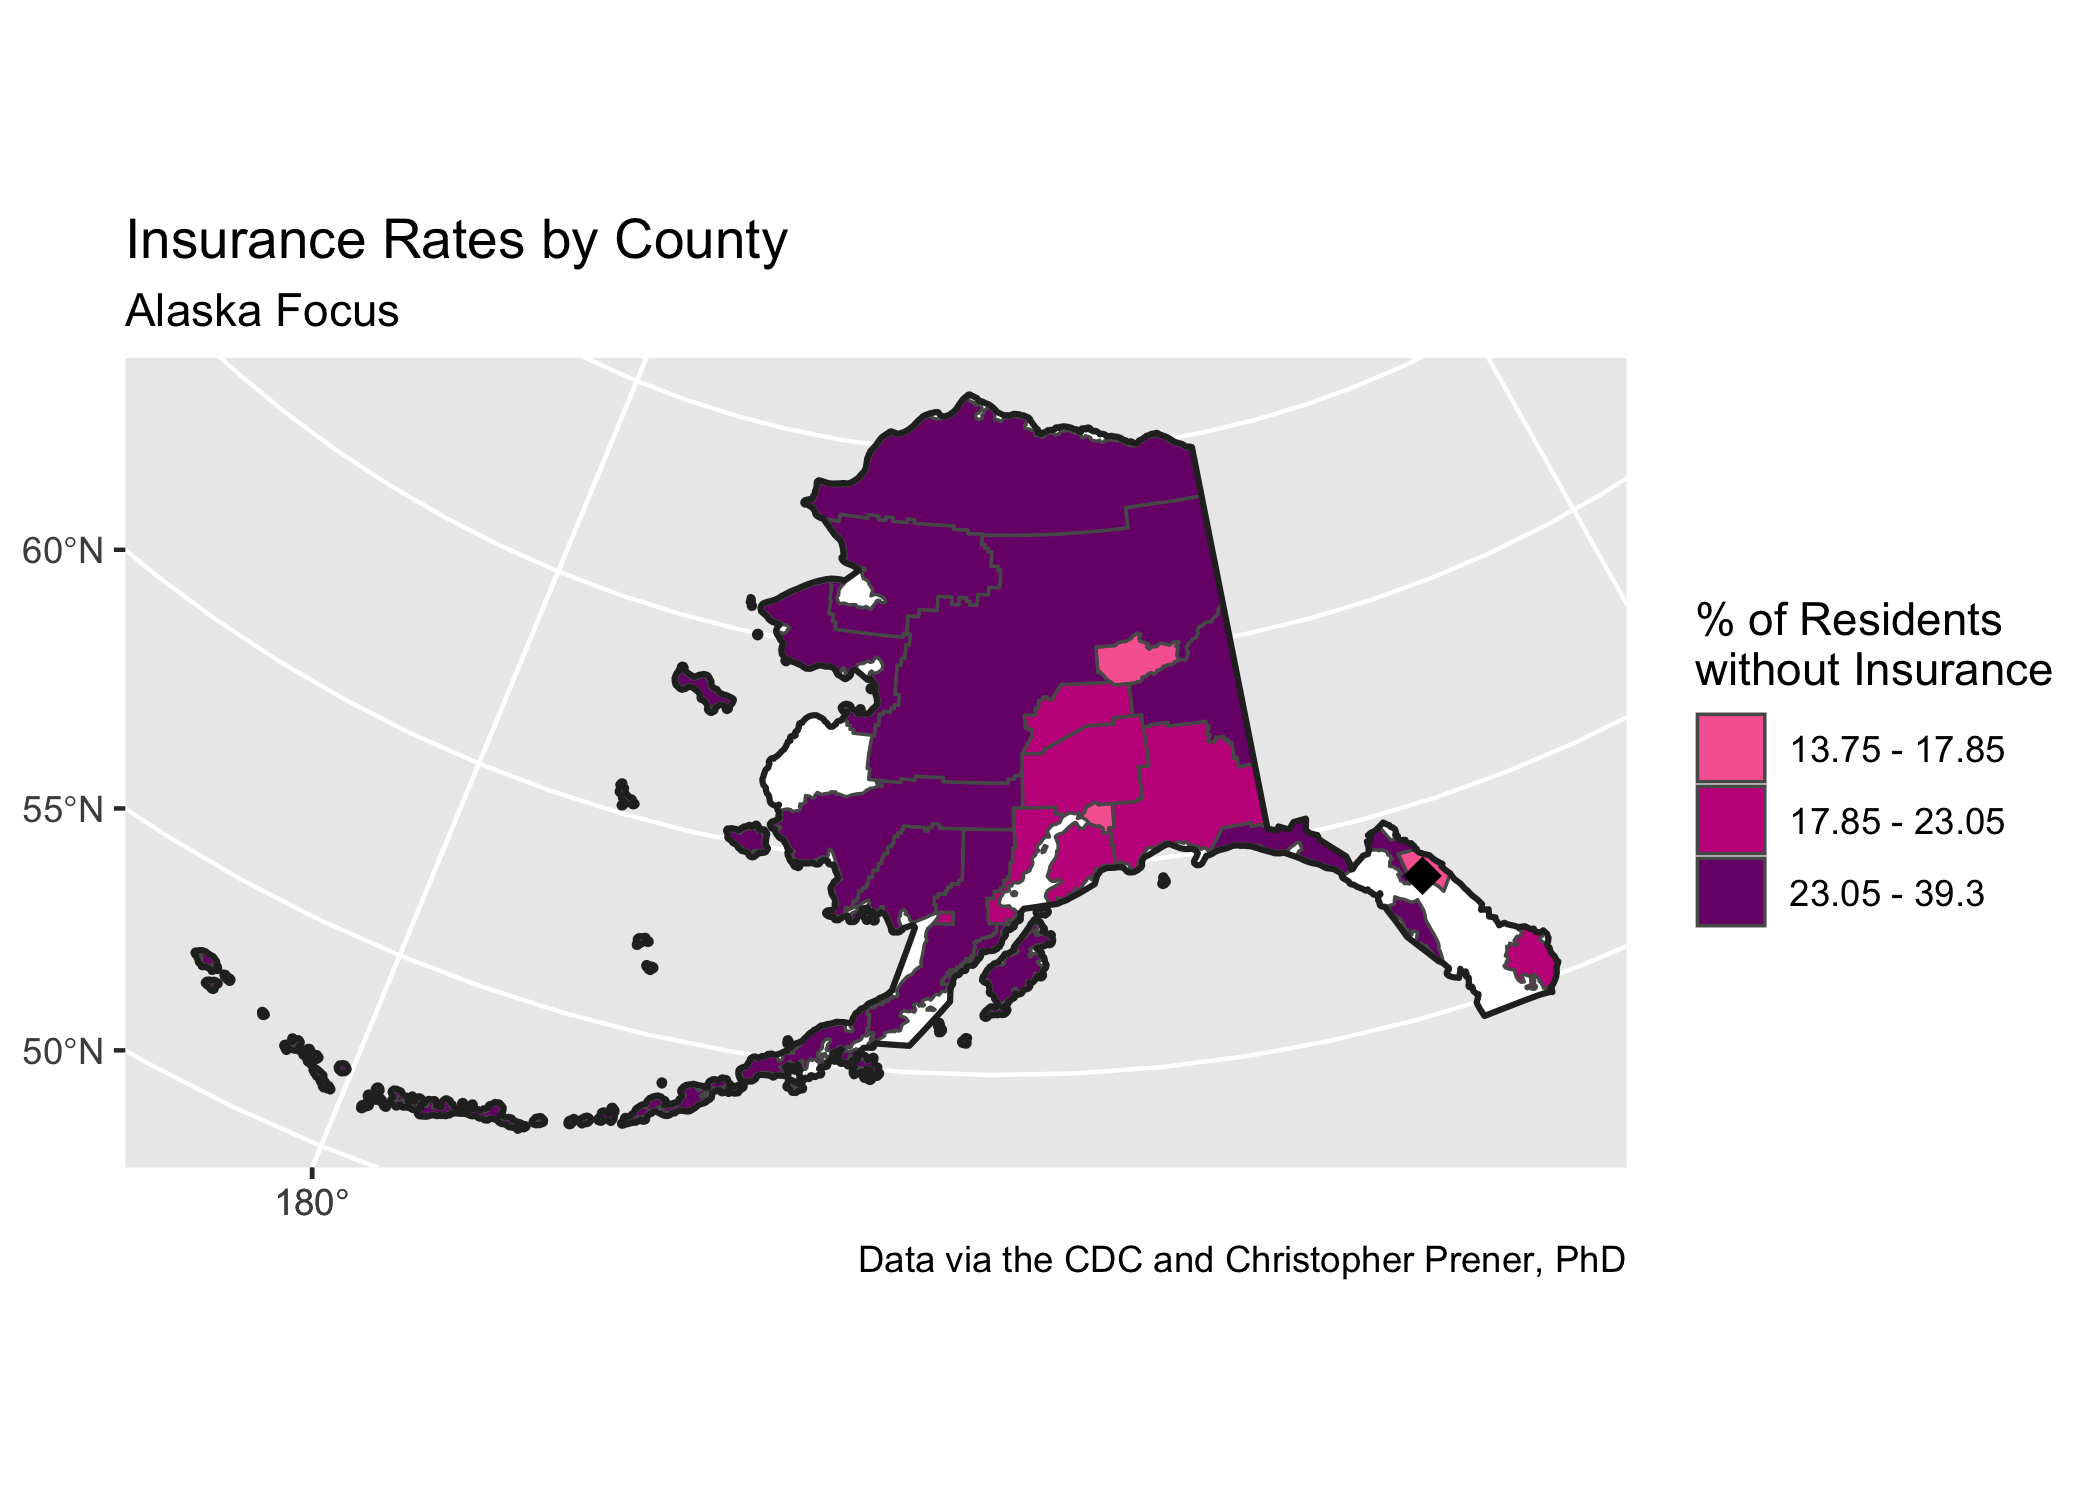 Insurance Rates by County
Alaska Focus
60°N
55°N
50°N
180°
% of Residents
without Insurance
13.75 - 17.85
17.85 - 23.05
23.05 - 39.3
Data via the CDC and Christopher Prener, PhD